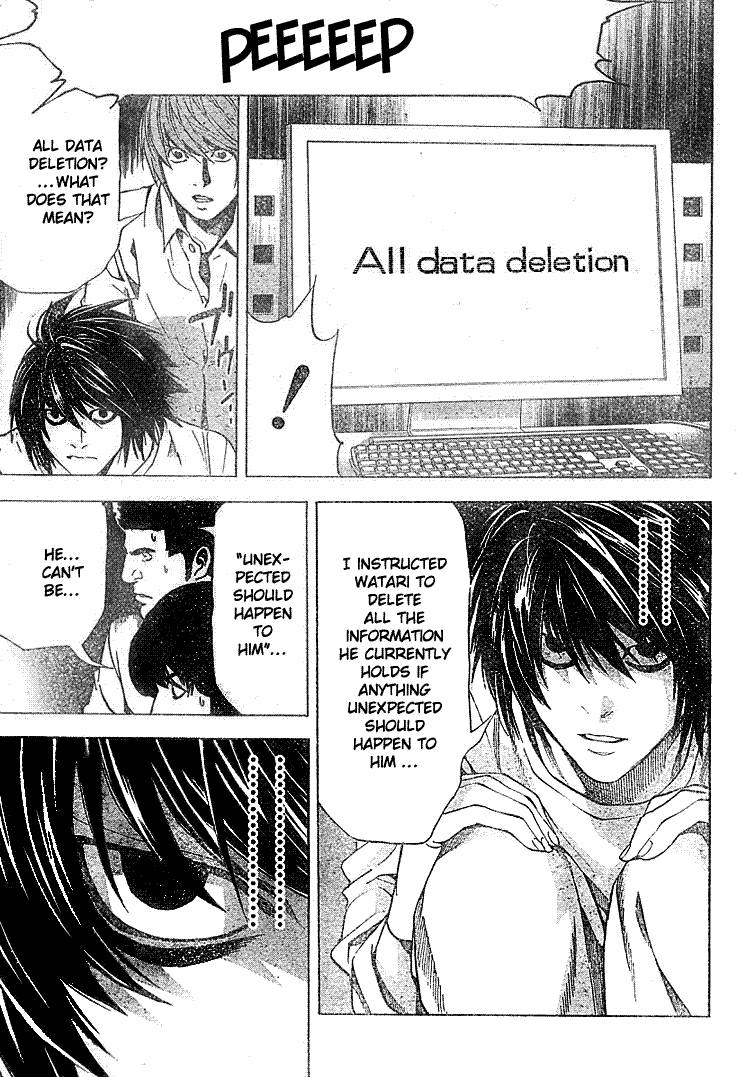 PEEEEEP
All data deletion
!
ALL DATA
DELETION?
...WHAT
DOES THAT
MEAN?
I INSTRUCTED
WATARI TO
DELETE
ALL THE
INFORMATION
HE CURRENTLY
HOLDS IF
ANYTHING
UNEXPECTED
SHOULD
HAPPEN TO
HIM ...
"UNEX-
PECTED
SHOULD
HAPPEN
TO
HIM"...
HE...
CAN'T
BE...